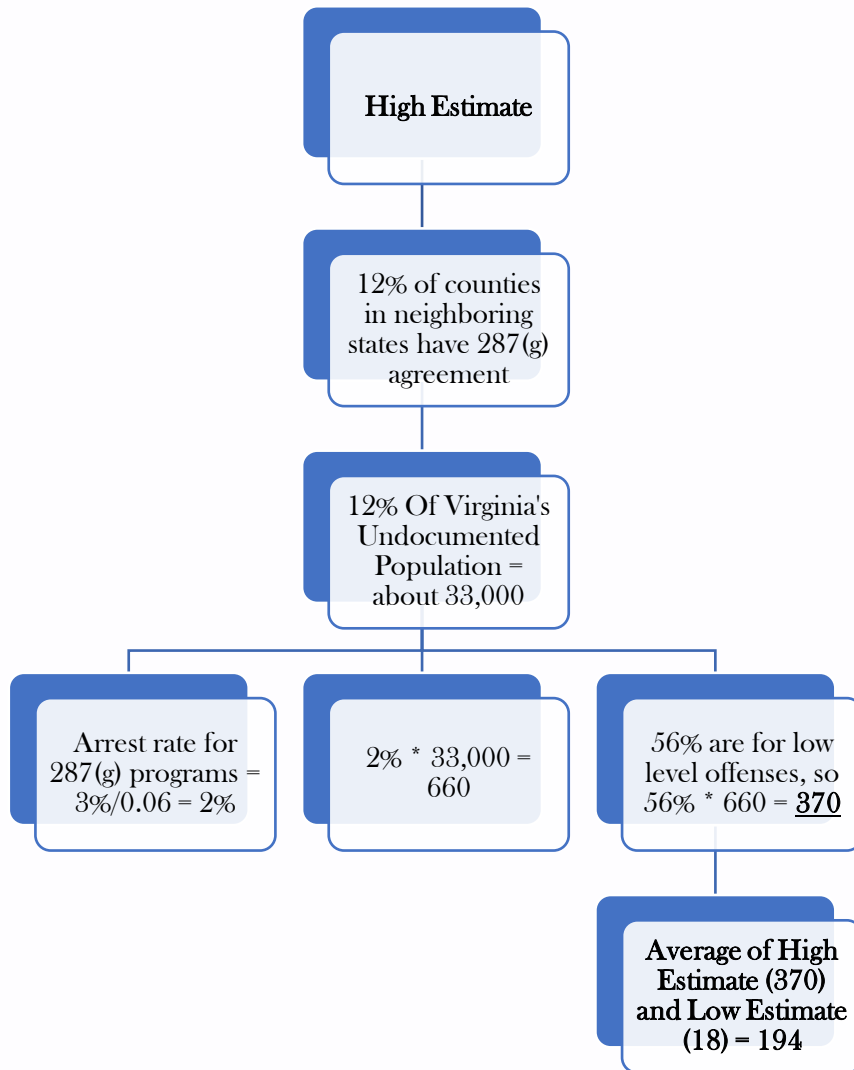 High Estimate
12% of counties
in neighboring
states have 287(g)
agreement
12% Of Virginia's
Undocumented
Population =
about 33,000
Arrest rate for
287(g) programs =
3%/0.06 = 2%
2% * 33,000 =
660
56% are for low
level offenses, so
56% * 660 = 370
Average of High
Estimate (370)
and Low Estimate
(18) = 194